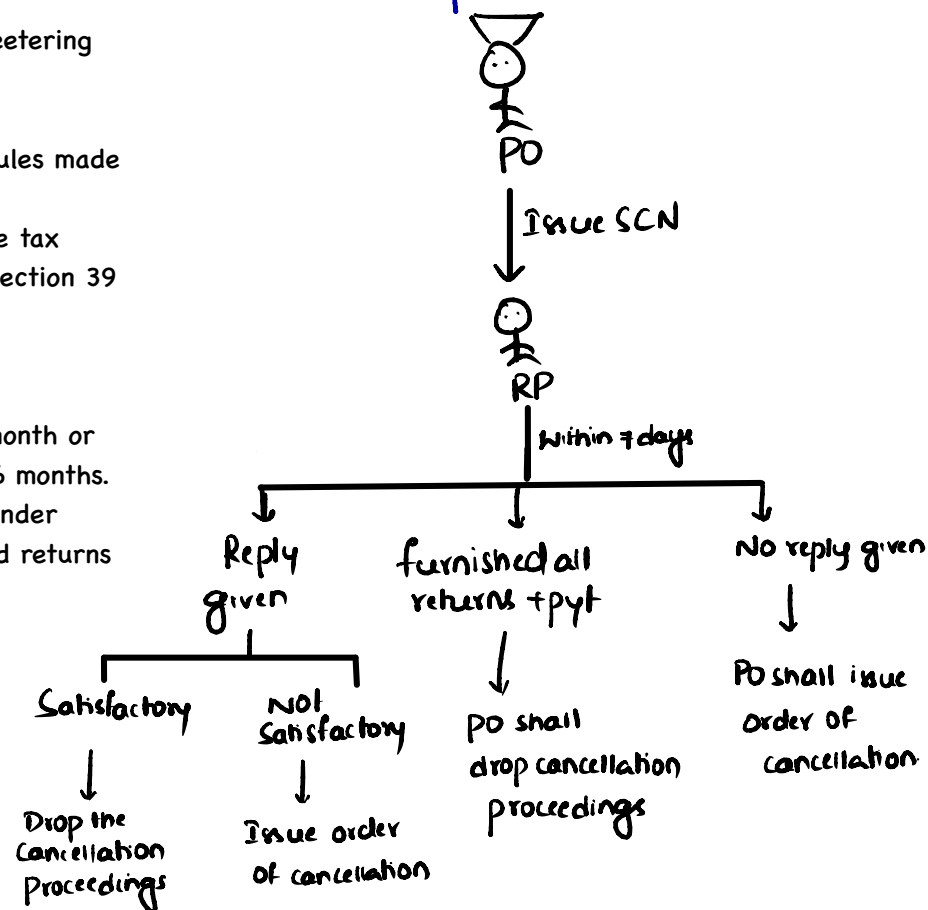 eetering
ules made
e tax
ection 39
month or
6 months.
nder
d returns
PO
Issue SCN
RP
within 7 days
Reply
given
furnished all
returns + pyt
No reply given
Satisfactory
Not
Satisfactory
PO shall
drop cancellation
proceedings
PO shall issue
order of
cancellation.
Drop the
cancellation
proceedings
Issue order
of cancellation